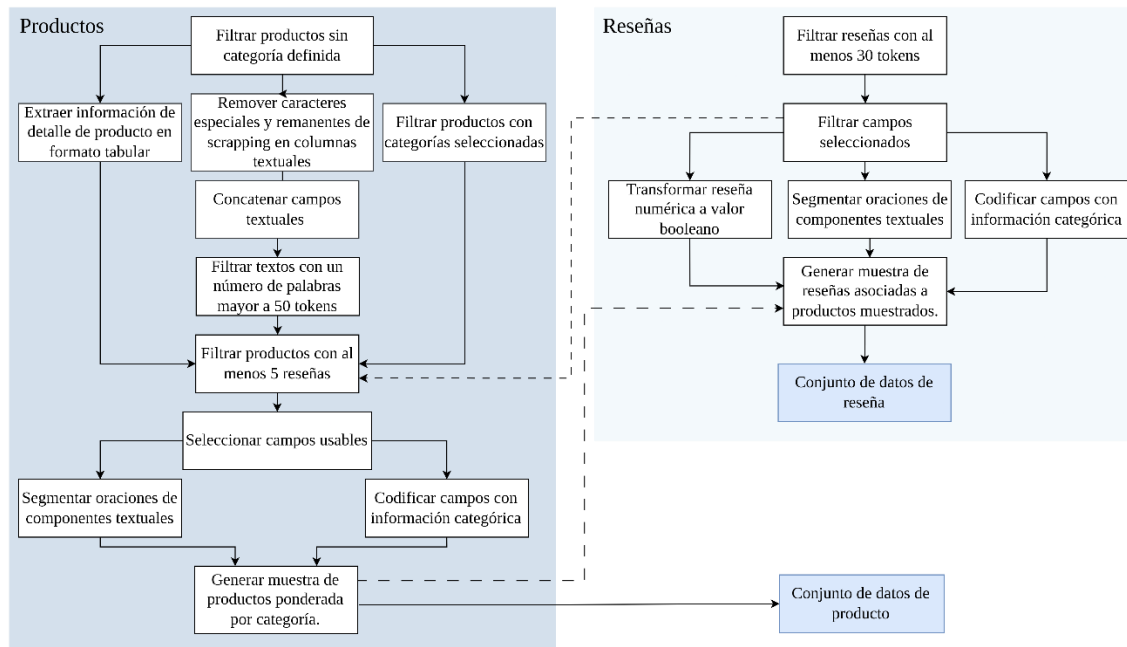 Productos
Filtrar productos sin
categoría definida
Extraer información de
detalle de producto en
formato tabular
Remover caracteres
especiales y remanentes de
scrapping en columnas
textuales
Filtrar productos con
categorías seleccionadas
Concatenar campos
textuales
Filtrar textos con un
número de palabras
mayor a 50 tokens
Filtrar productos con al
menos 5 reseñas
Seleccionar campos usables
Segmentar oraciones de
componentes textuales
Codificar campos con
información categórica
Generar muestra de
productos ponderada
por categoría.
Reseñas
Filtrar reseñas con al
menos 30 tokens
Filtrar campos
seleccionados
Transformar reseña
numérica a valor
booleano
Segmentar oraciones de
componentes textuales
Codificar campos con
información categórica
Generar muestra de
reseñas asociadas a
productos muestrados.
Conjunto de datos de
reseña
Conjunto de datos de
producto